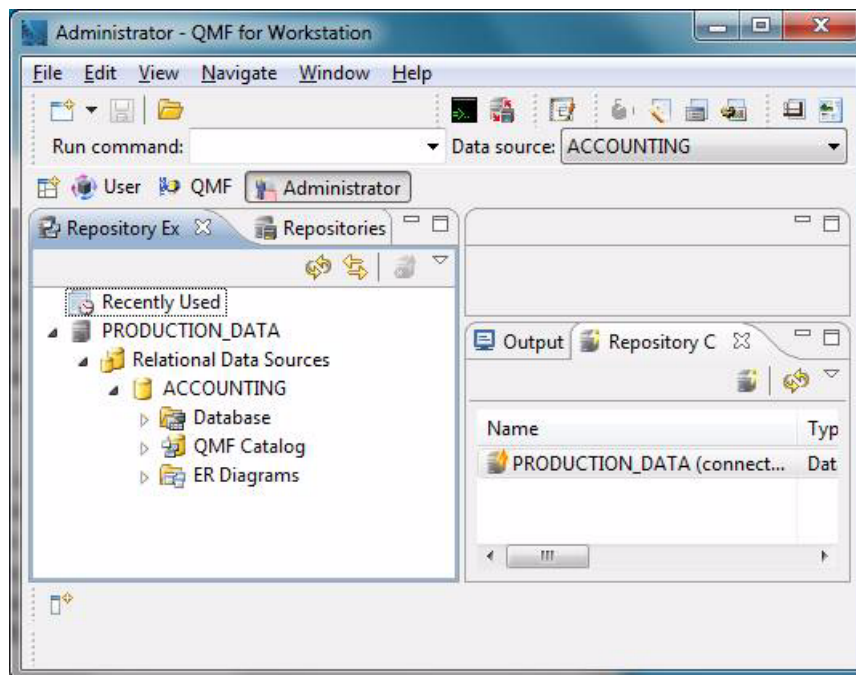 Administrator - QMF for Workstation
File Edit View Navigate Window Help
Run command: Data source: ACCOUNTING
User QMF Administrator
Repository Ex Repositories
Recently Used
PRODUCTION_DATA
Relational Data Sources
ACCOUNTING
Database
QMF Catalog
ER Diagrams
Output Repository C
Name Typ
PRODUCTION_DATA (connect... Dat